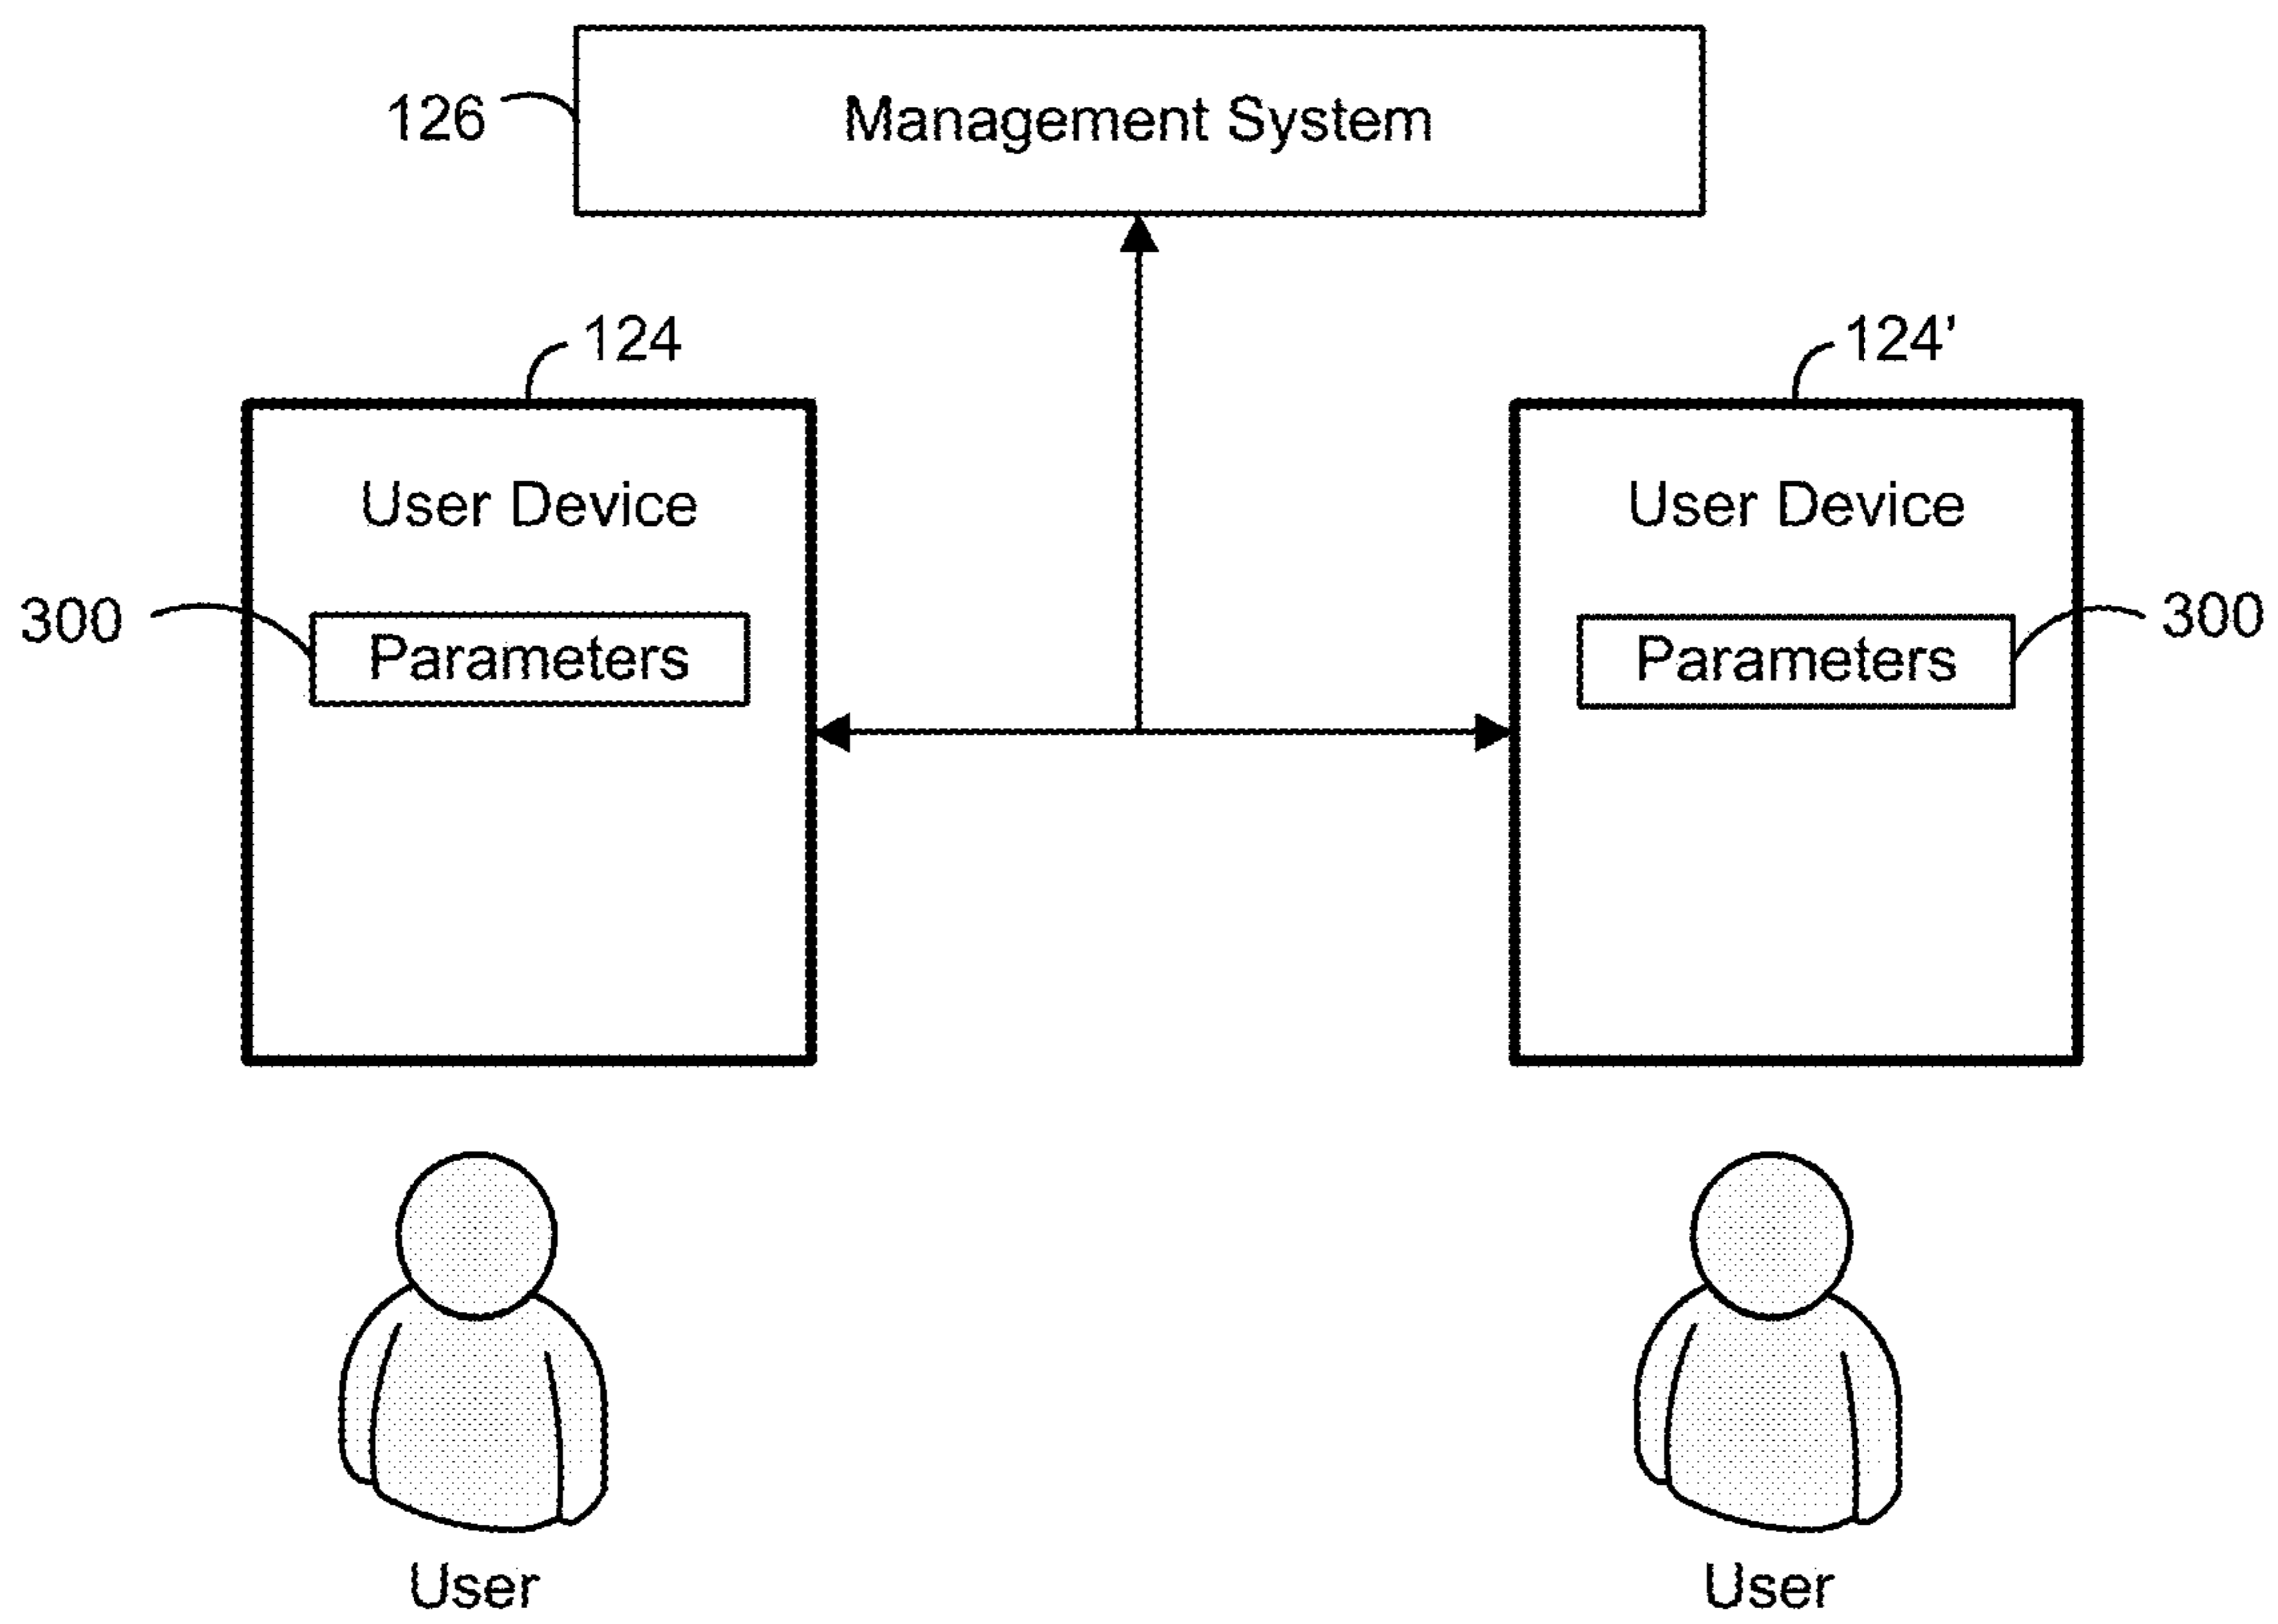 126
Management System
124
124’
User Device
User Device
300
Parameters
Parameters
300
User
User